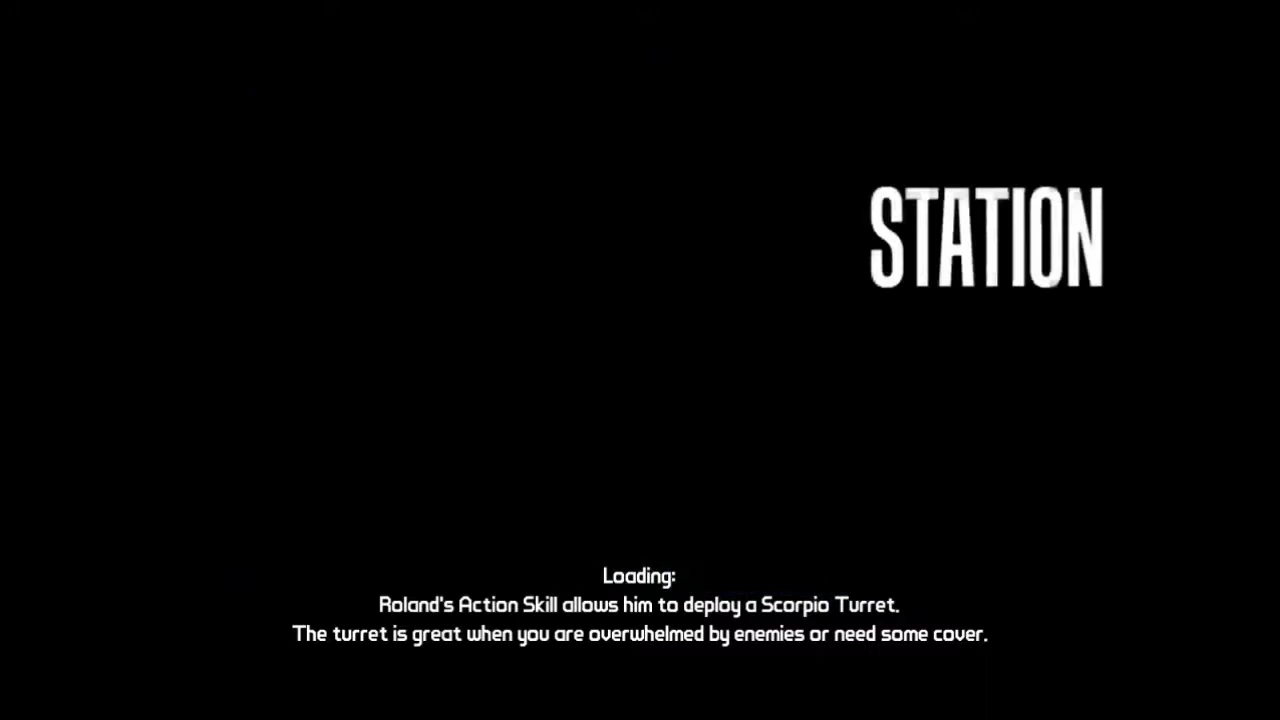 STATION
Loading:
Roland's Action Skill allows him to deploy a Scorpio Turret.
The turret is great when you are overwhelmed by enemies or need some cover.